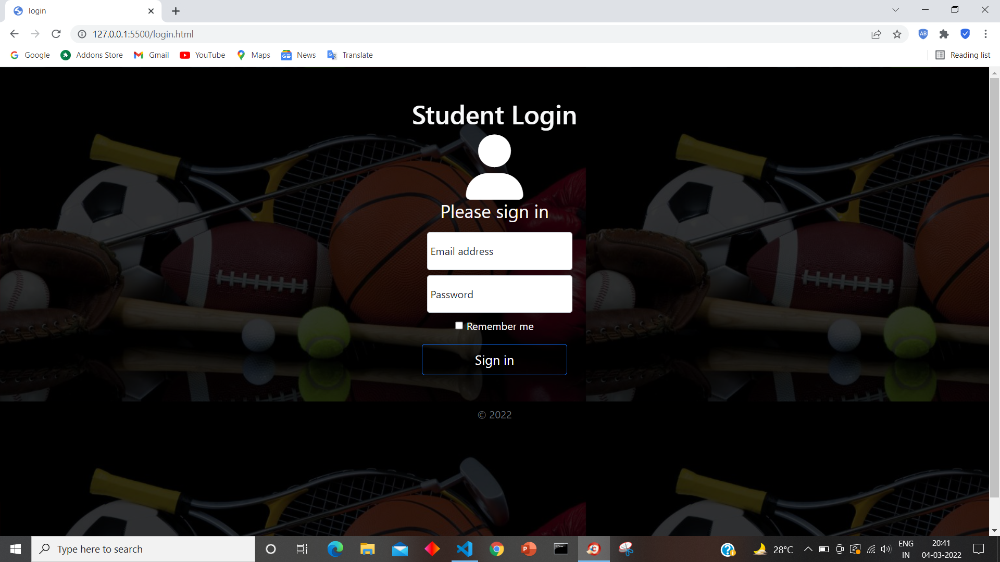 login
127.0.0.1:5500/login.html
AB
Google Addons Store Gmail YouTube Maps News Translate Reading list
Student Login
Please sign in
Email address
Password
Remember me
Sign in
© 2022
Type here to search
28°C
ENG
IN
20:41
04-03-2022